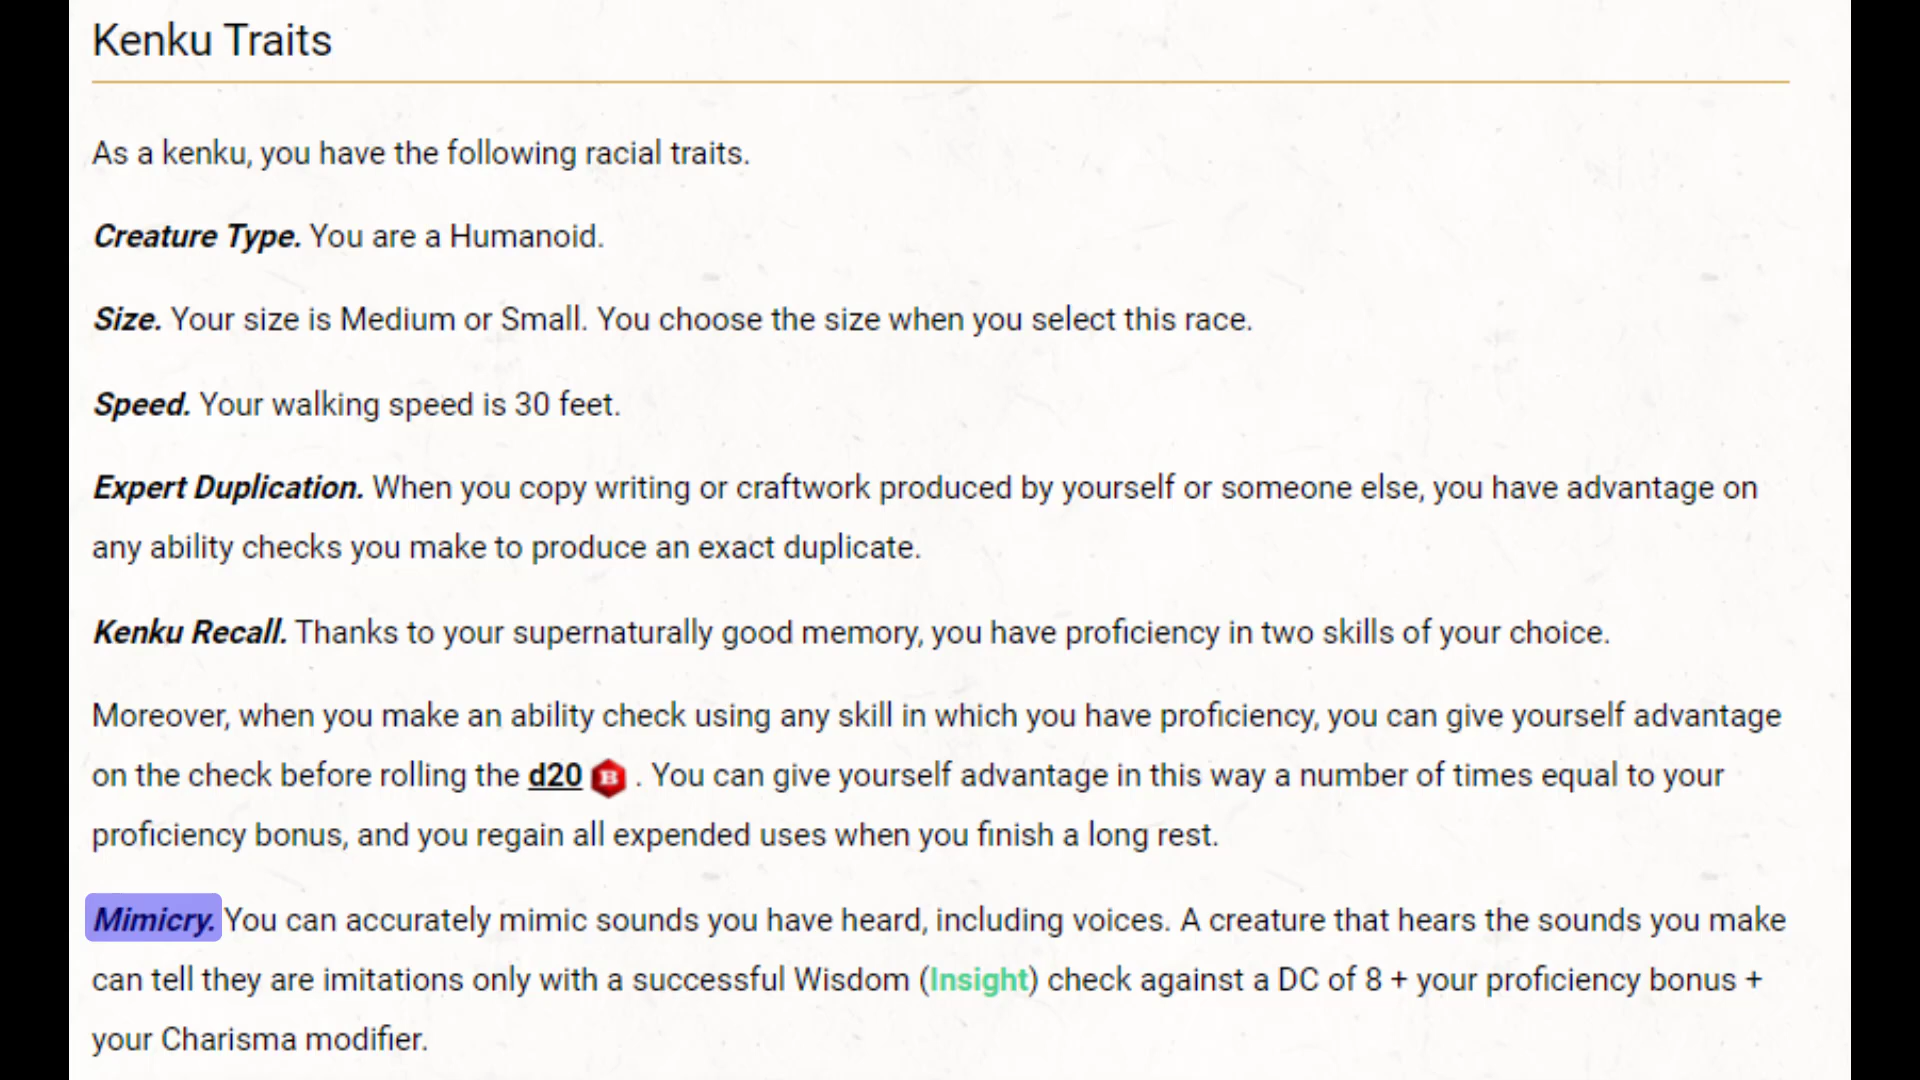 Kenku Traits
As a kenku, you have the following racial traits.
Creature Type. You are a Humanoid.
Size. Your size is Medium or Small. You choose the size when you select this race.
Speed. Your walking speed is 30 feet.
Expert Duplication. When you copy writing or craftwork produced by yourself or someone else, you have advantage on
any ability checks you make to produce an exact duplicate.
Kenku Recall. Thanks to your supernaturally good memory, you have proficiency in two skills of your choice.
Moreover, when you make an ability check using any skill in which you have proficiency, you can give yourself advantage
on the check before rolling the d20 B . You can give yourself advantage in this way a number of times equal to your
proficiency bonus, and you regain all expended uses when you finish a long rest.
Mimicry. You can accurately mimic sounds you have heard, including voices. A creature that hears the sounds you make
can tell they are imitations only with a successful Wisdom (Insight) check against a DC of 8 + your proficiency bonus +
your Charisma modifier.